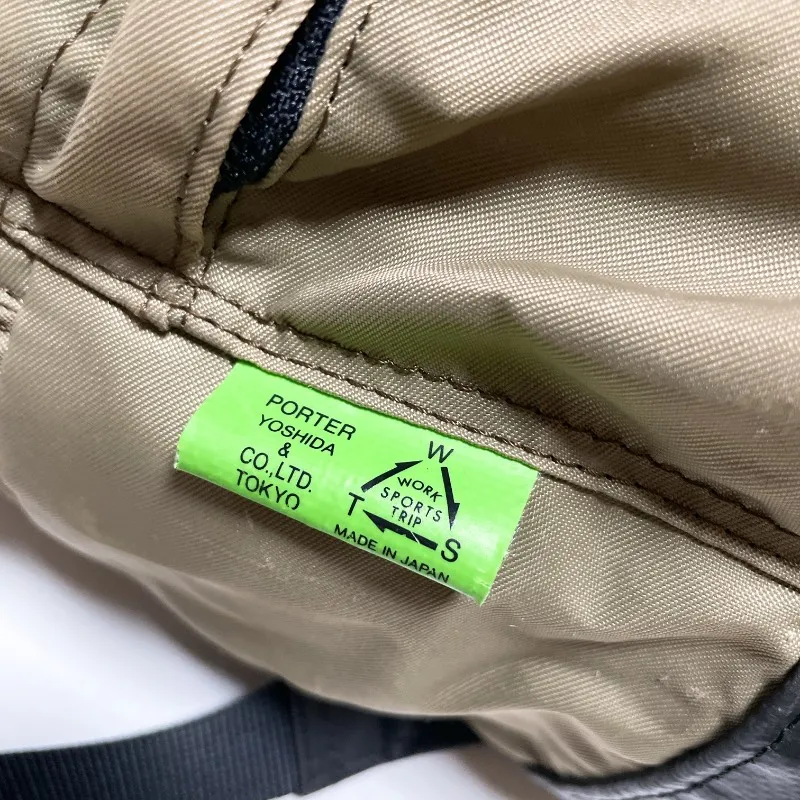 PORTER
YOSHIDA
&
CO.,LTD.
TOKYO
W
T
S
WORK
SPORTS
TRIP
MADE IN JAPAN